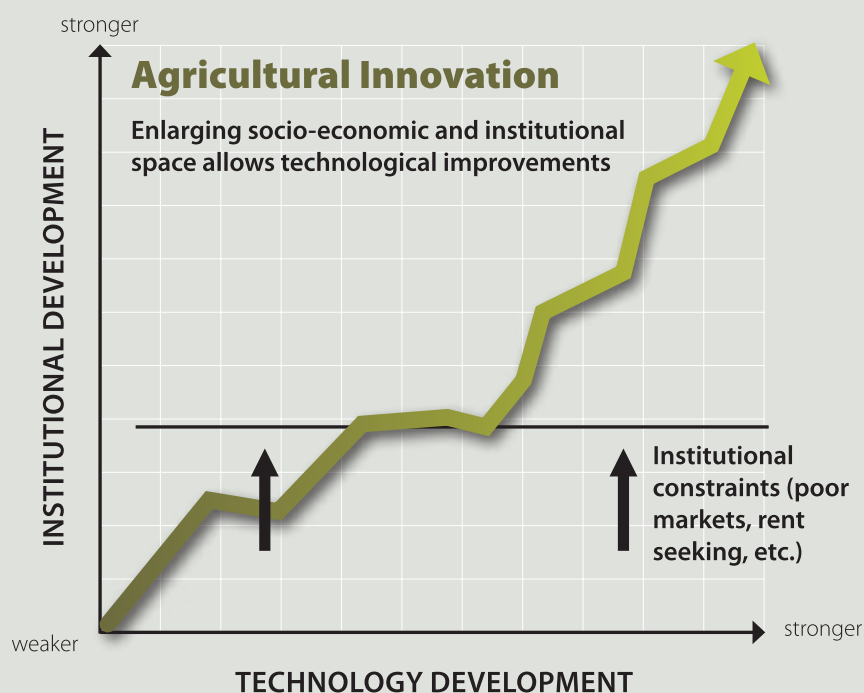 stronger
Agricultural Innovation
Enlarging socio-economic and institutional
space allows technological improvements
INSTITUTIONAL DEVELOPMENT
Institutional
constraints (poor
markets, rent
seeking, etc.)
weaker
stronger
TECHNOLOGY DEVELOPMENT